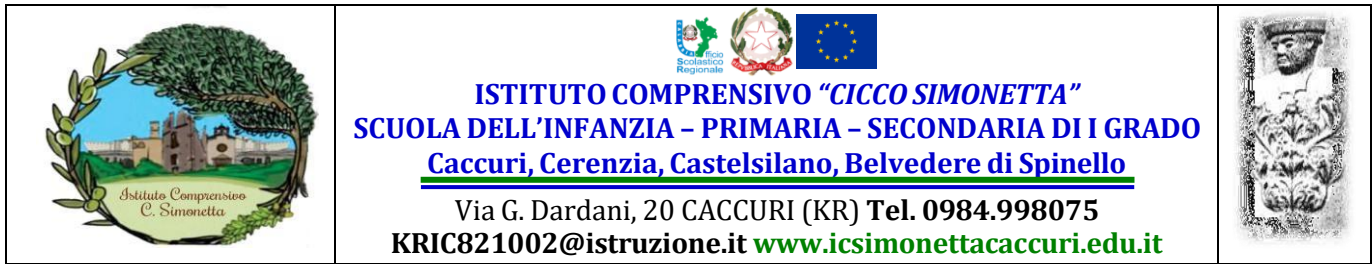 Istituto Comprensivo
C. Simonetta
Ufficio
Scolastico
Regionale
REPUBBLICA ITALIANA
ISTITUTO COMPRENSIVO “CICCO SIMONETTA”
SCUOLA DELL’INFANZIA – PRIMARIA – SECONDARIA DI I GRADO
Caccuri, Cerenzia, Castelsilano, Belvedere di Spinello
Via G. Dardani, 20 CACCURI (KR) Tel. 0984.998075
KRIC821002@istruzione.it www.icsimonettacaccuri.edu.it